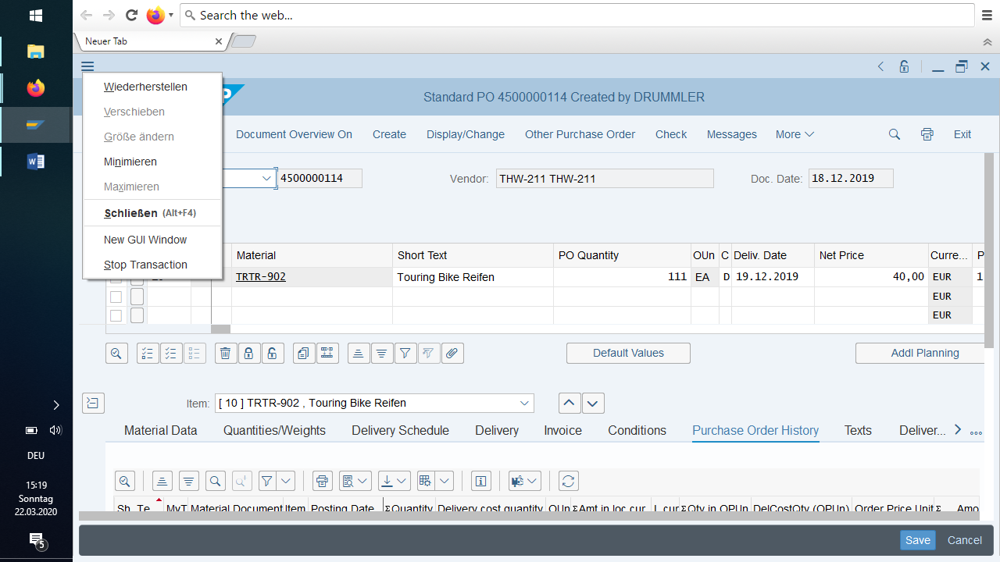 Search the web...
Neuer Tab
Wiederherstellen
Verschieben
Größe ändern
Minimieren
Maximieren
Schließen (Alt+F4)
New GUI Window
Stop Transaction
Standard PO 4500000114 Created by DRUMMLER
Document Overview On Create Display/Change Other Purchase Order Check Messages More Exit
4500000114 Vendor: THW-211 THW-211 Doc. Date: 18.12.2019
Material Short Text PO Quantity OUn C Deliv. Date Net Price Curre... P
TRTR-902 Touring Bike Reifen 111 EA D 19.12.2019 40,00 EUR 1
EUR
EUR
Default Values Addl Planning
Item: [ 10 ] TRTR-902 , Touring Bike Reifen
Material Data Quantities/Weights Delivery Schedule Delivery Invoice Conditions Purchase Order History Texts Deliver...
Sh. Te MvT Material Document Item Posting Date ΣQuantity Delivery cost quantity OUn ΣAmt.in loc.cur. L.cur ΣQty in OPUn DelCostQty (OPUn) Order Price Unit Σ Amo
Save Cancel
DEU
15:19
Sonntag
22.03.2020
5